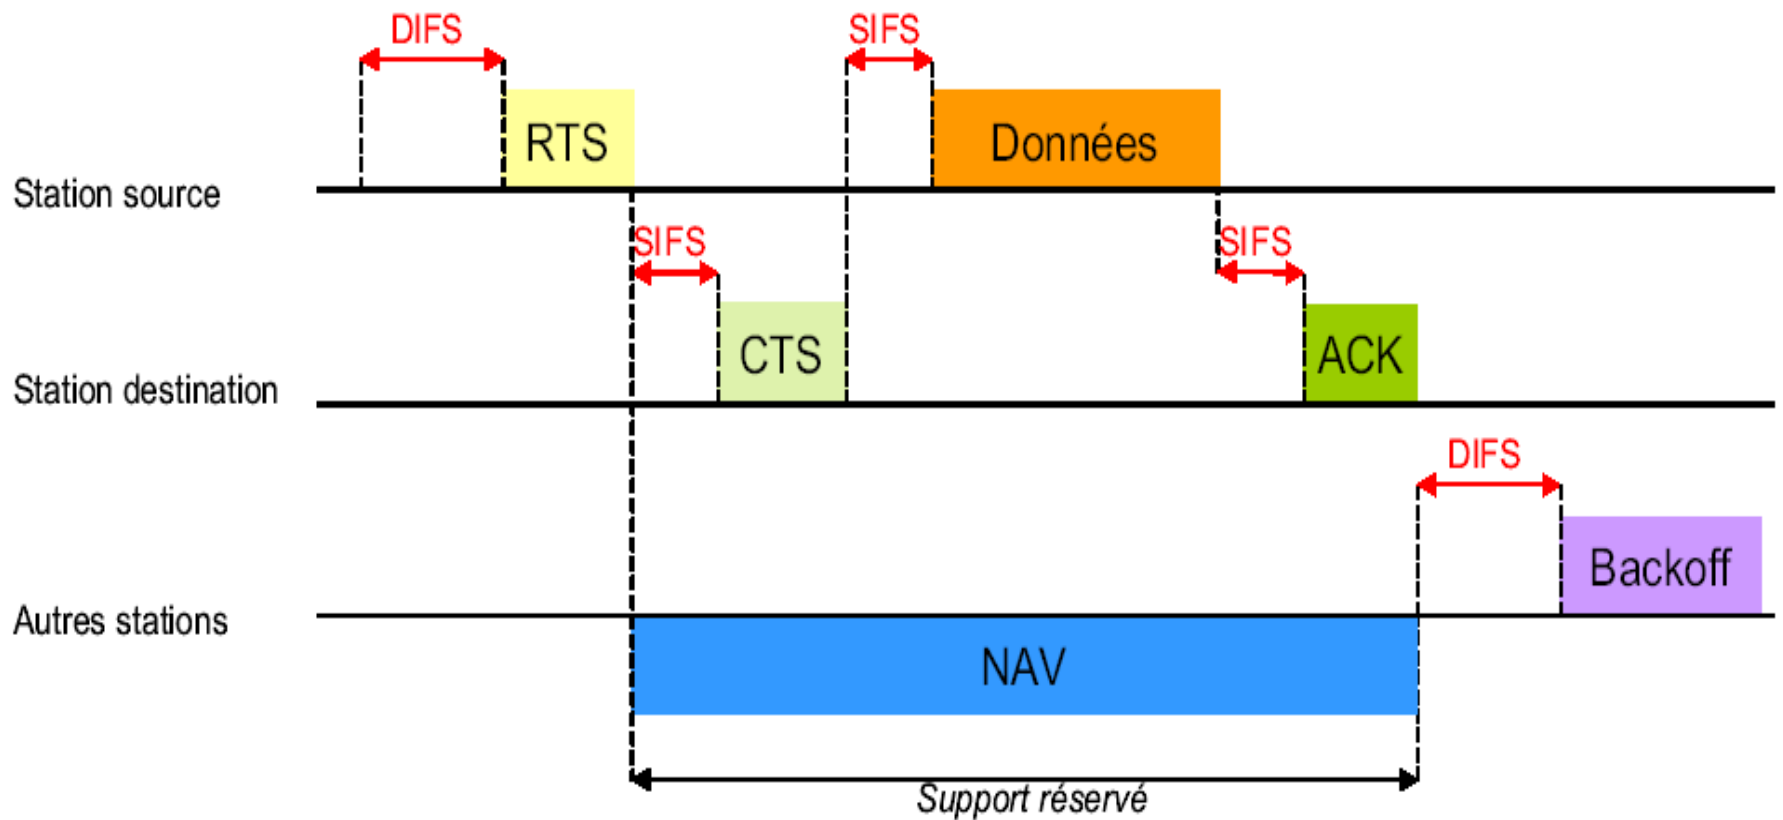 DIFS
SIFS
RTS
Données
Station source
SIFS
SIFS
CTS
ACK
Station destination
DIFS
Backoff
Autres stations
NAV
Support réservé